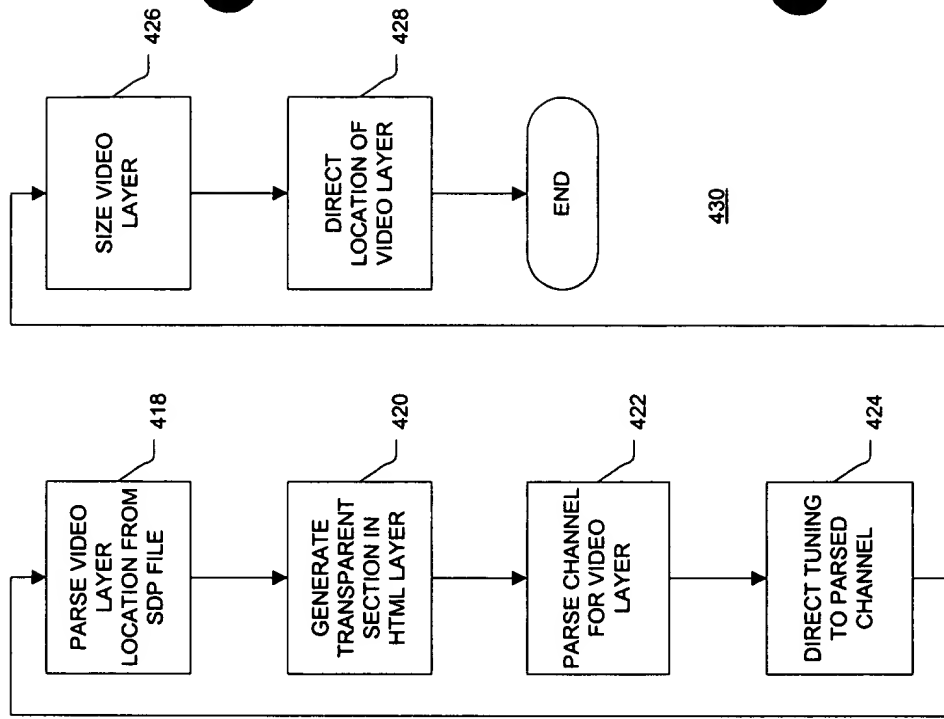 PARSE VIDEO
LAYER
LOCATION FROM
SDP FILE
418
GENERATE
TRANSPARENT
SECTION IN
HTML LAYER
420
PARSE CHANNEL
FOR VIDEO
LAYER
422
DIRECT TUNING
TO PARSED
CHANNEL
424
SIZE VIDEO
LAYER
426
DIRECT
LOCATION OF
VIDEO LAYER
428
END
430